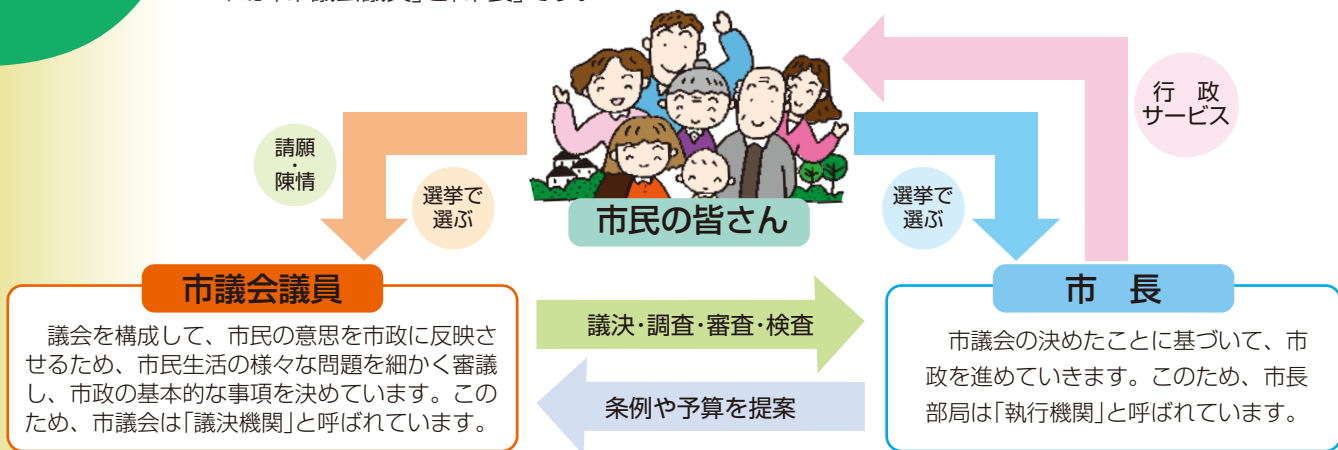 行 政
サービス
請願
・
陳情
選挙で
選ぶ
選挙で
選ぶ
市民の皆さん
市議会議員
議会を構成して、市民の意思を市政に反映さ
せるため、市民生活の様々な問題を細かく審議
し、市政の基本的な事項を決めています。この
ため、市議会は「議決機関」と呼ばれています。
議決・調査・審査・検査
条例や予算を提案
市 長
市議会の決めたことに基づいて、市
政を進めていきます。このため、市長
部局は「執行機関」と呼ばれています。